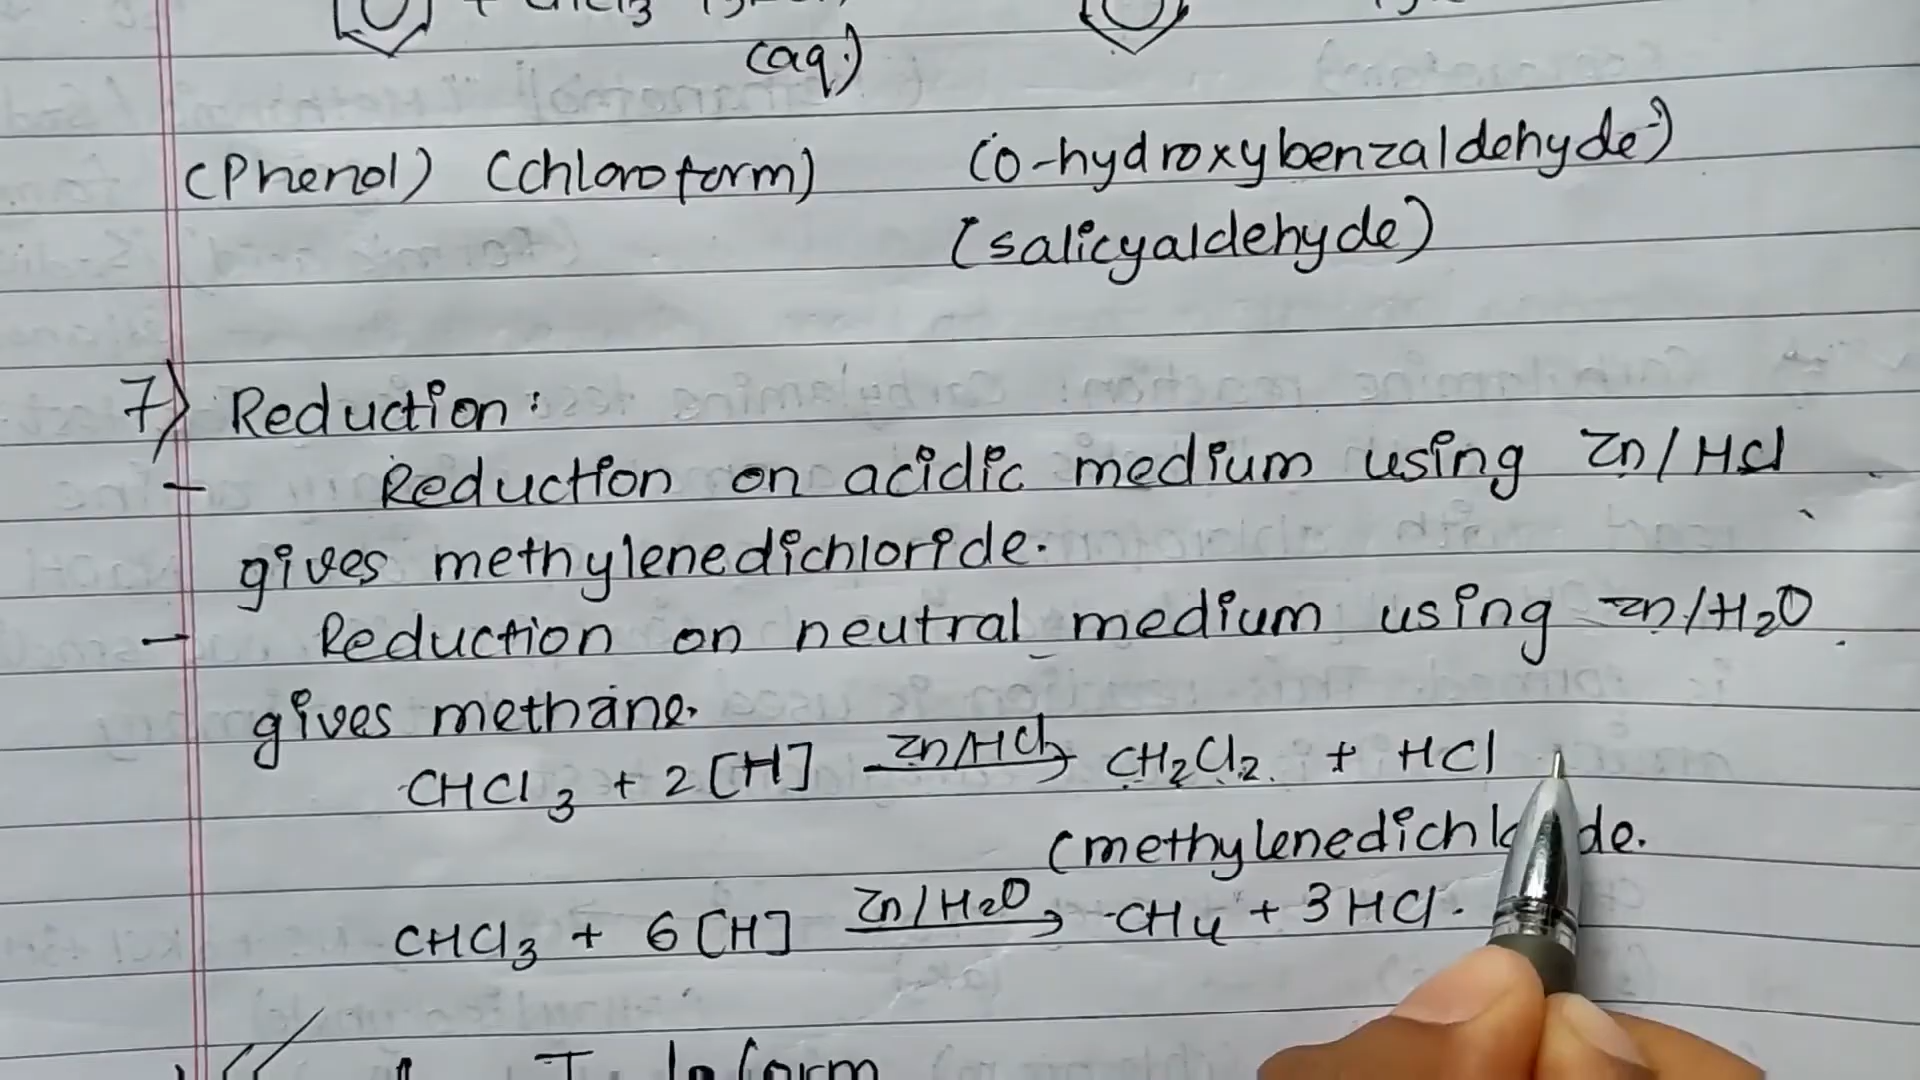 + CHCl3
(aq.)
(Phenol) (chloroform) (o-hydroxybenzaldehyde)
(salicyaldehyde)
7) Reduction:
- Reduction on acidic medium using Zn/HCl
gives methylenedichloride.
- Reduction on neutral medium using Zn/H2O
gives methane.
CHCl3 + 2[H] Zn/HCl → CH2Cl2 + HCl
(methylenedichl de.
CHCl3 + 6[H] Zn/H2O → CH4 + 3HCl.